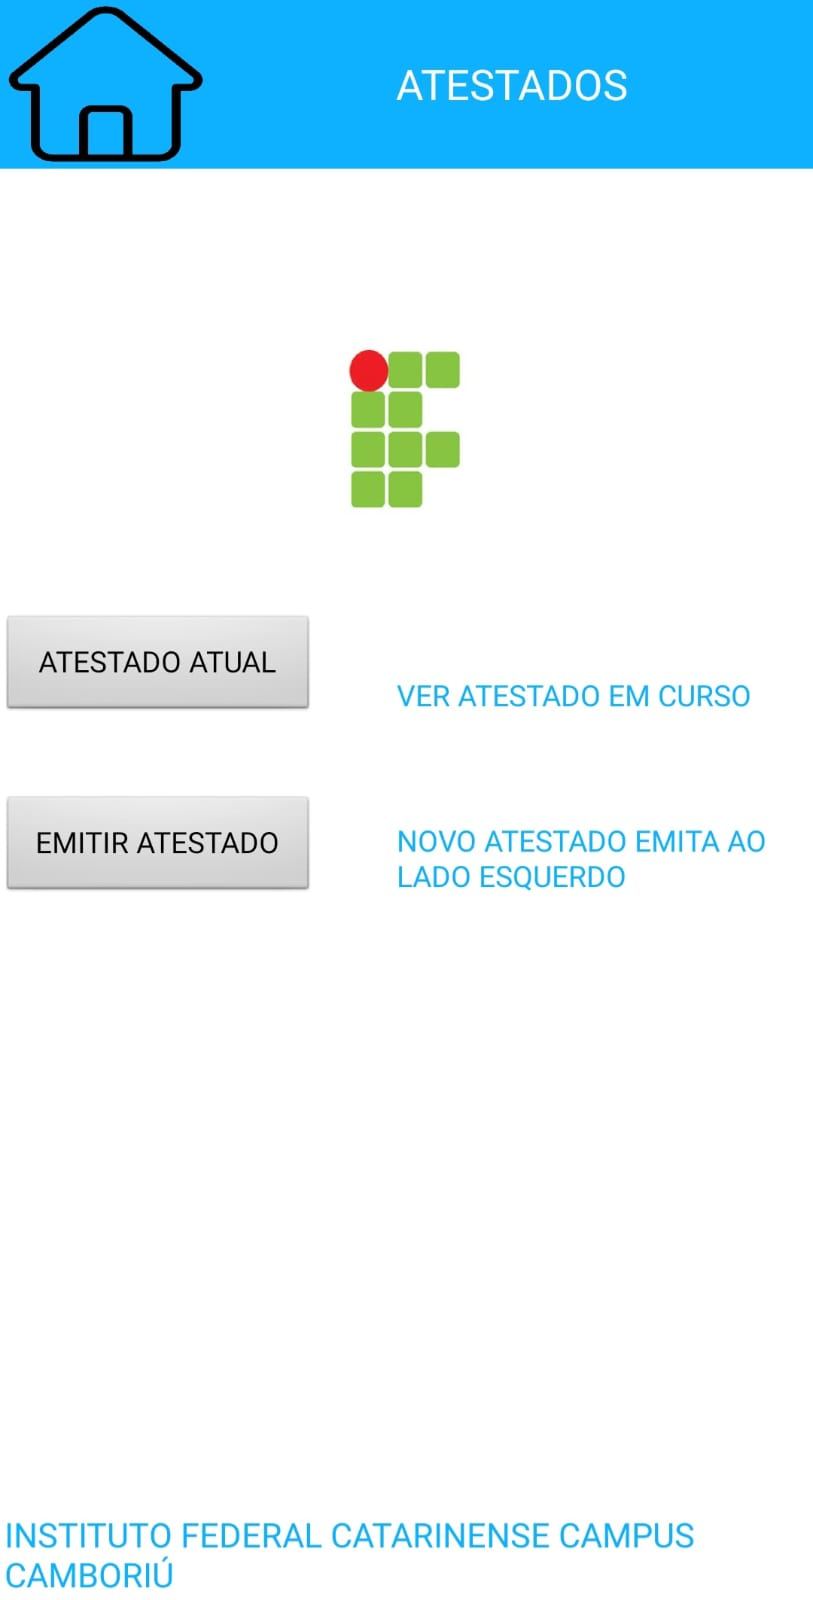 ATESTADOS
ATESTADO ATUAL
VER ATESTADO EM CURSO
EMITIR ATESTADO
NOVO ATESTADO EMITA AO
LADO ESQUERDO
INSTITUTO FEDERAL CATARINENSE CAMPUS
CAMBORIÚ